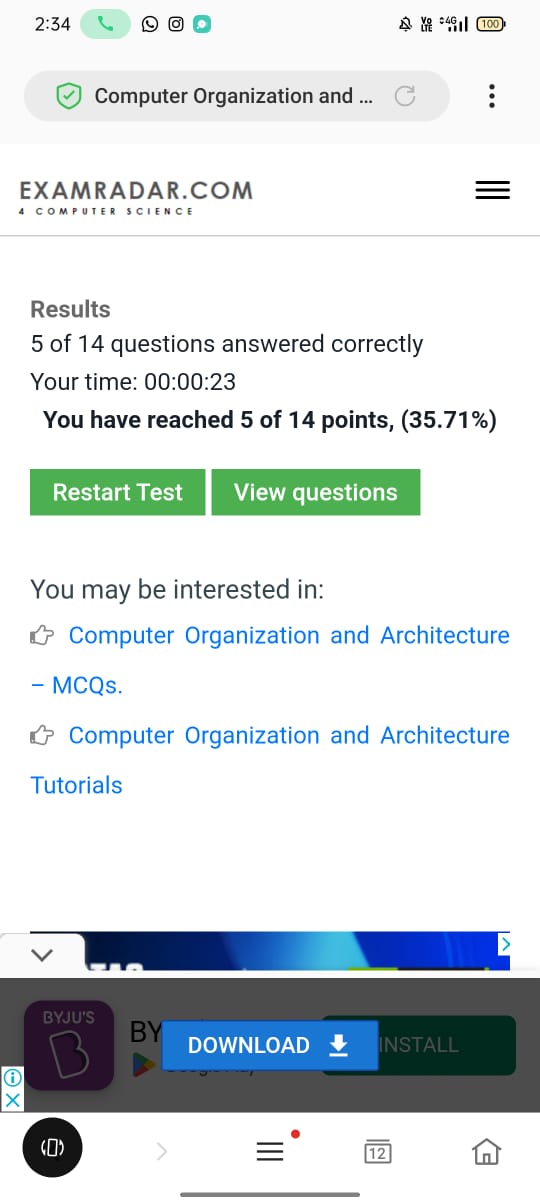 2:34
VO
LTE
4G
100
Computer Organization and ...
EXAMRADAR.COM
4 COMPUTER SCIENCE
Results
5 of 14 questions answered correctly
Your time: 00:00:23
You have reached 5 of 14 points, (35.71%)
Restart Test View questions
You may be interested in:
Computer Organization and Architecture
– MCQs.
Computer Organization and Architecture
Tutorials
BYJU'S
B
BY
DOWNLOAD
INSTALL
12